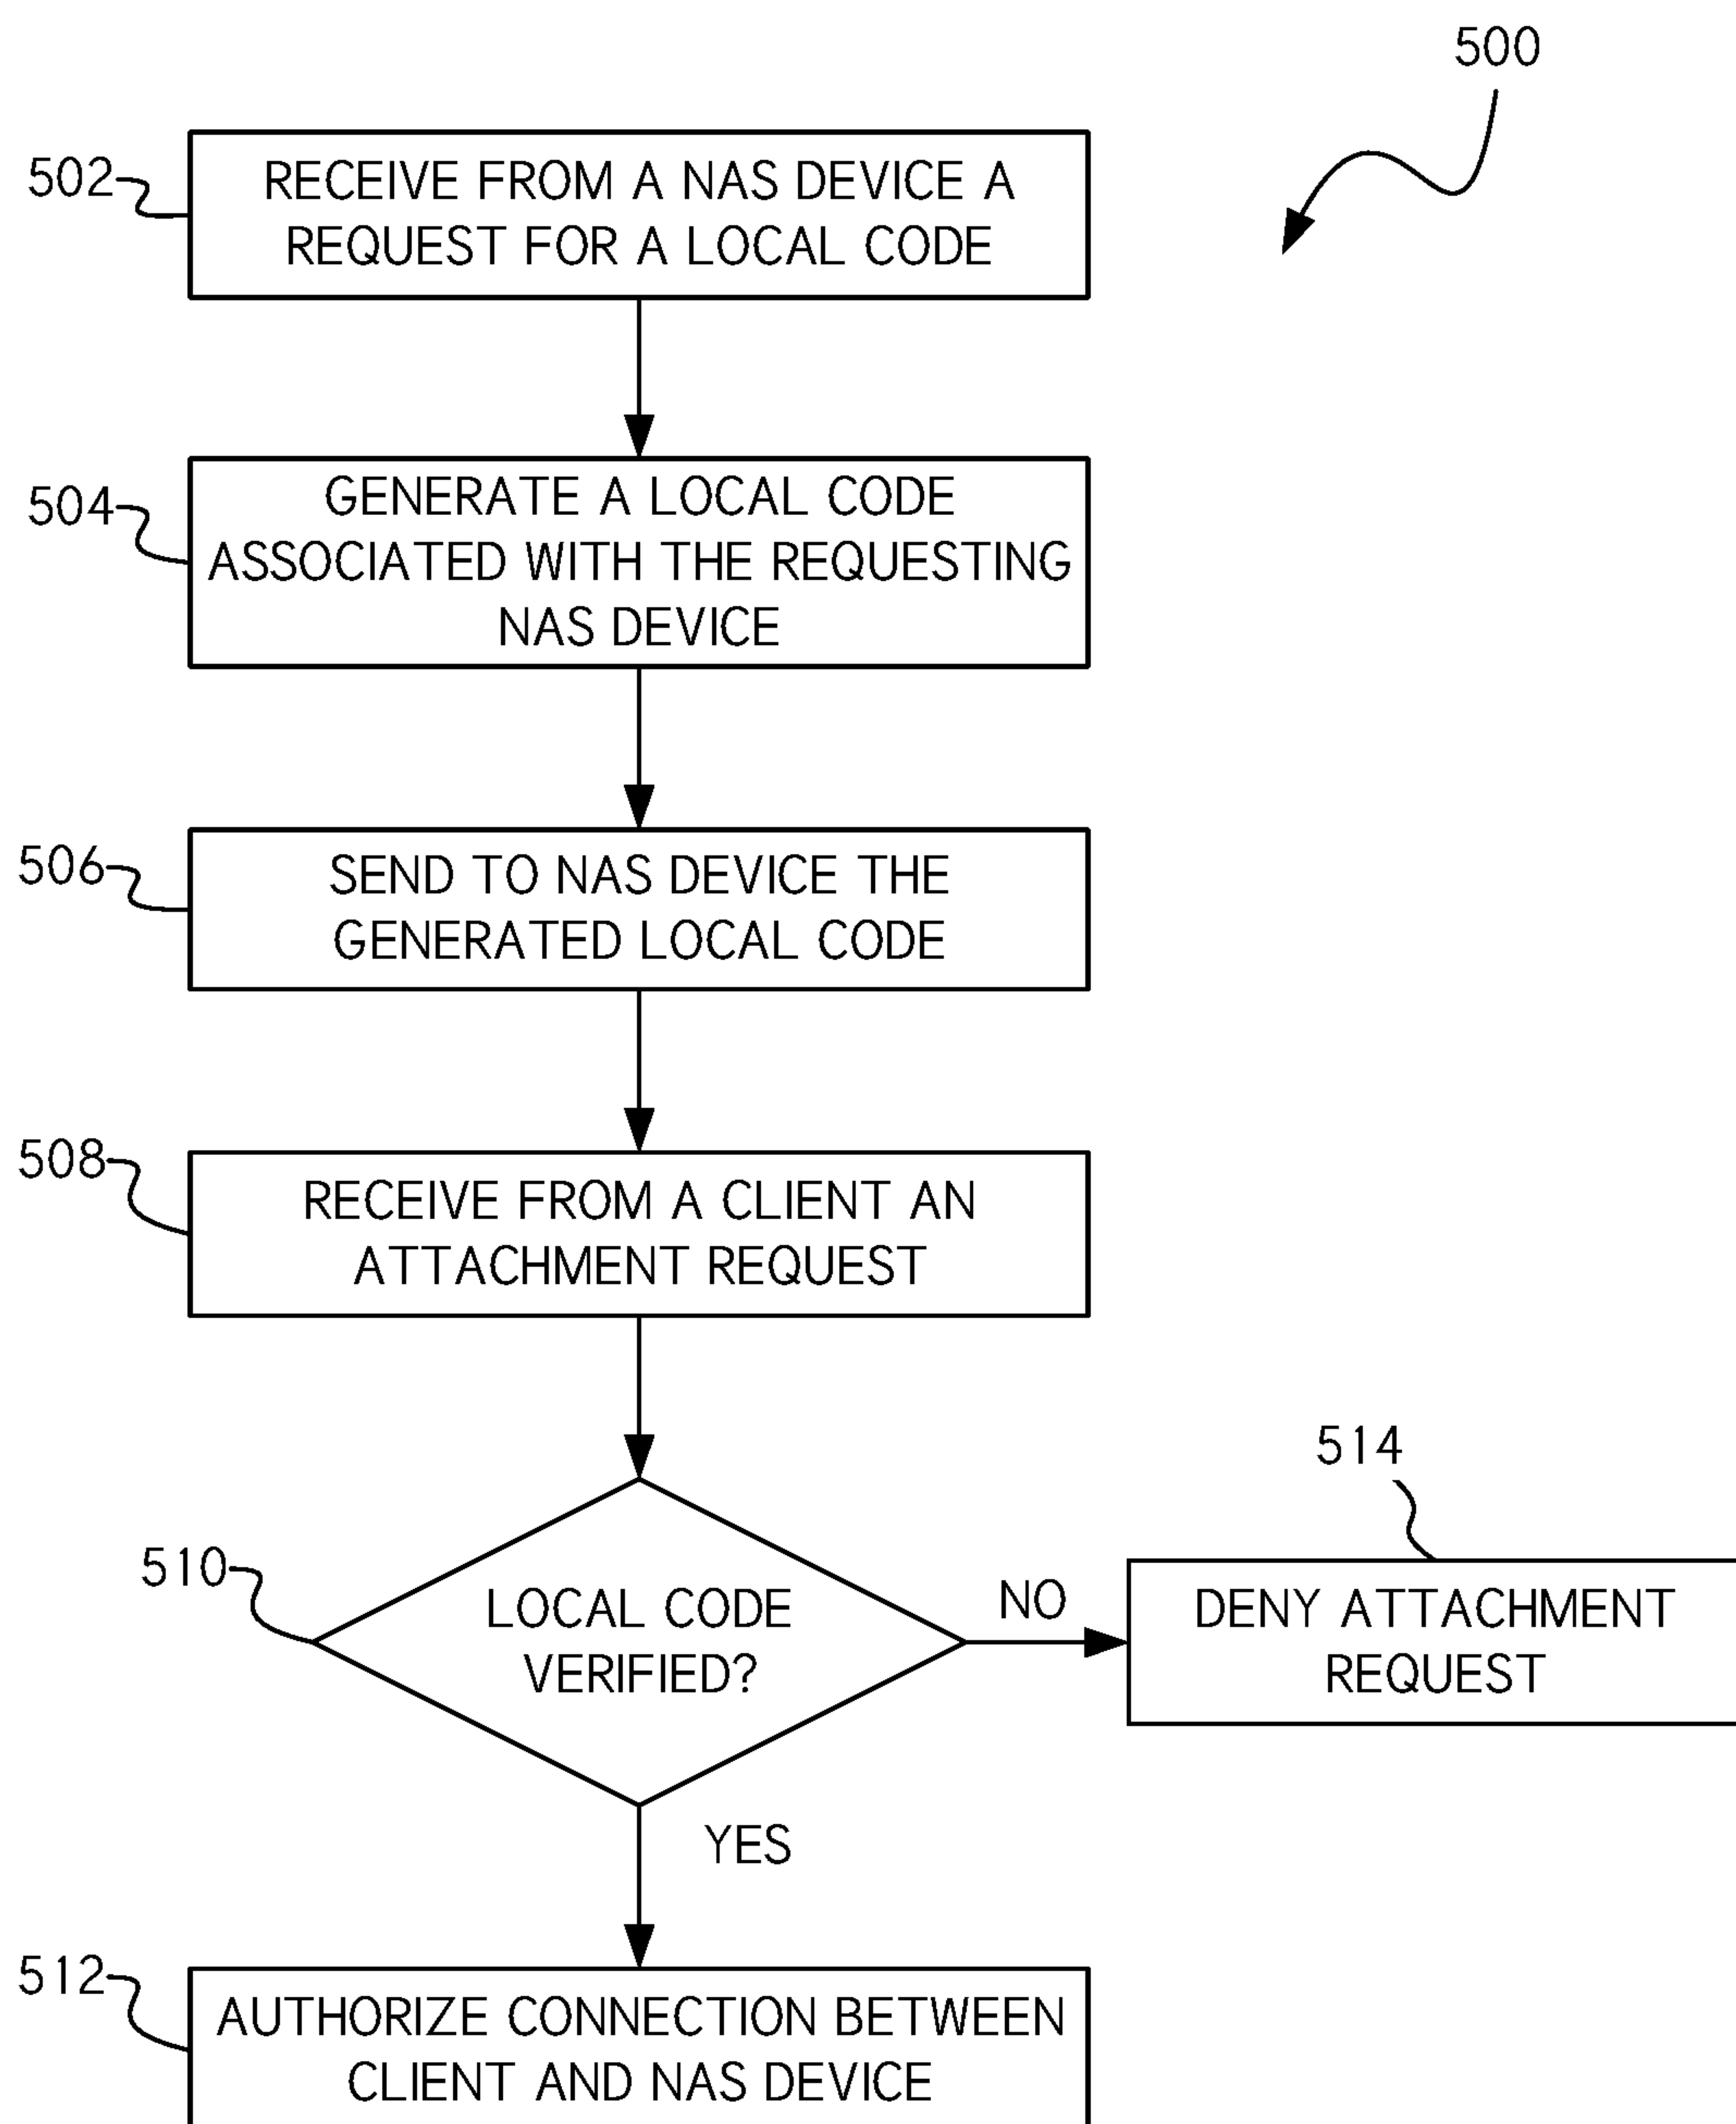 500
502
RECEIVE FROM A NAS DEVICE A
REQUEST FOR A LOCAL CODE
504
GENERATE A LOCAL CODE
ASSOCIATED WITH THE REQUESTING
NAS DEVICE
506
SEND TO NAS DEVICE THE
GENERATED LOCAL CODE
508
RECEIVE FROM A CLIENT AN
ATTACHMENT REQUEST
510
LOCAL CODE
VERIFIED?
NO
514
DENY ATTACHMENT
REQUEST
YES
512
AUTHORIZE CONNECTION BETWEEN
CLIENT AND NAS DEVICE